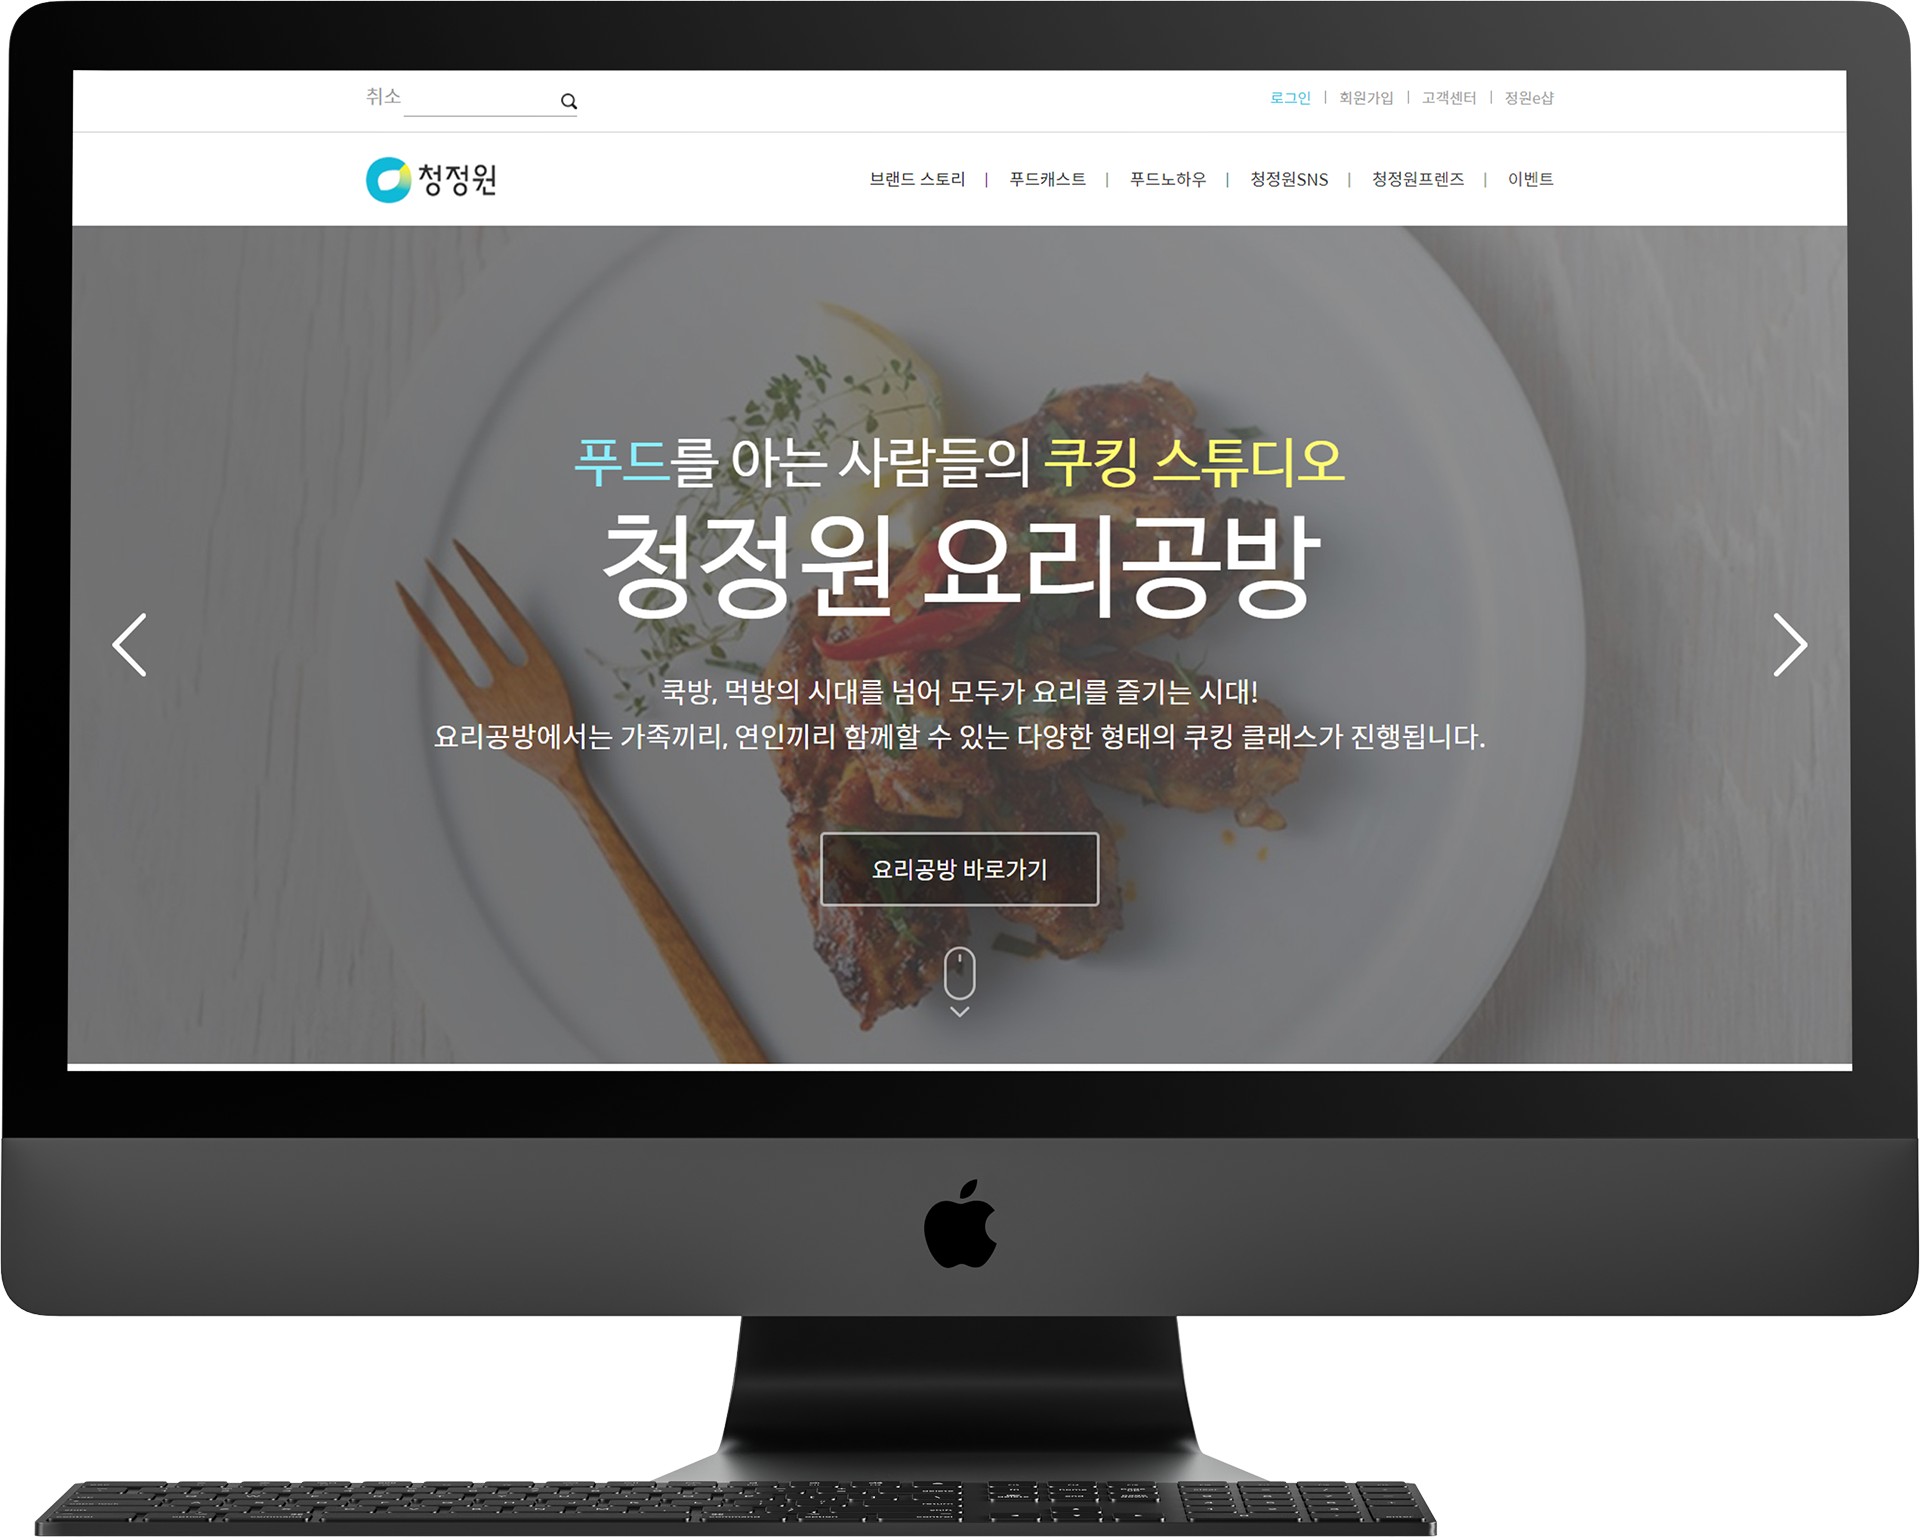 취소
로그인 | 회원가입 | 고객센터 | 정원e샵
청정원
브랜드 스토리 | 푸드캐스트 | 푸드노하우 | 청정원SNS | 청정원프렌즈 | 이벤트
푸드를 아는 사람들의 쿠킹 스튜디오
청정원 요리공방
쿡방, 먹방의 시대를 넘어 모두가 요리를 즐기는 시대!
요리공방에서는 가족끼리, 연인끼리 함께할 수 있는 다양한 형태의 쿠킹 클래스가 진행됩니다.
요리공방 바로가기